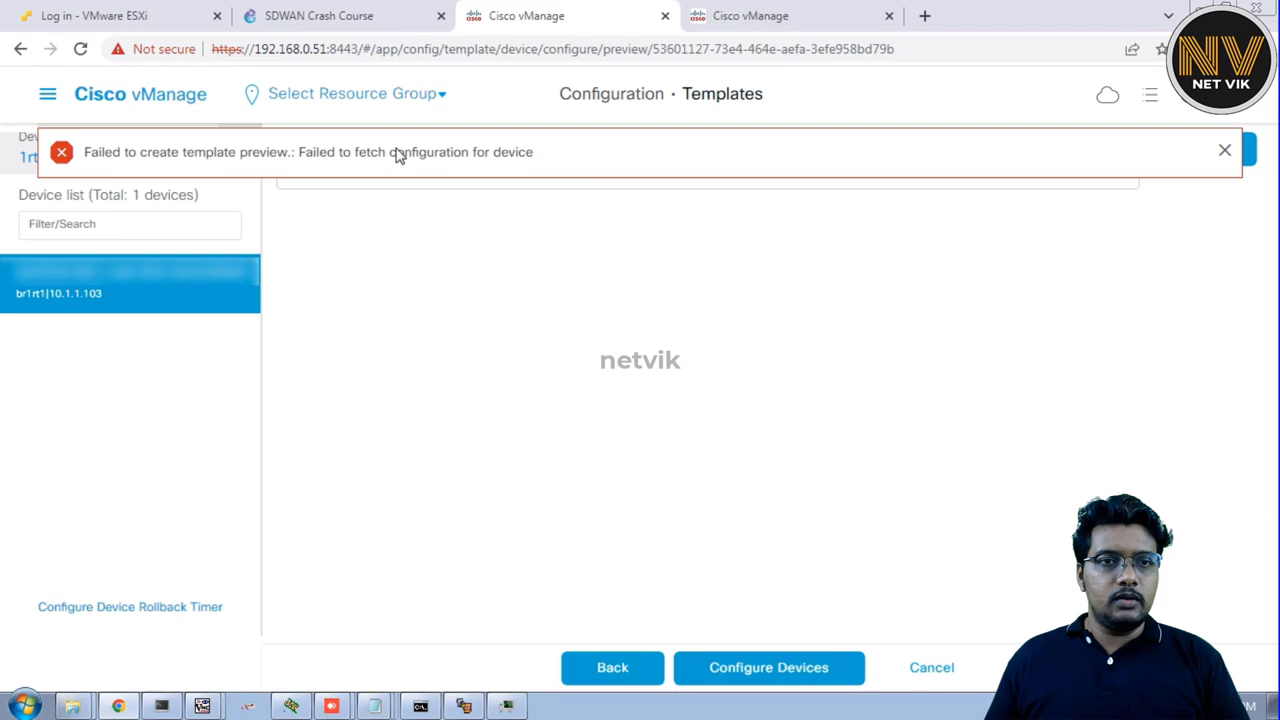 Log in - VMware ESXi
SDWAN Crash Course
Cisco vManage
Cisco vManage
Not secure
https://192.168.0.51:8443/#/app/config/template/device/configure/preview/53601127-73e4-464e-aefa-3efe958bd79b
NV
NET VIK
Cisco vManage
Select Resource Group
Configuration · Templates
Failed to create template preview.: Failed to fetch configuration for device
1rt
Device list (Total: 1 devices)
Filter/Search
br1rt1|10.1.1.103
netvik
Configure Device Rollback Timer
Back
Configure Devices
Cancel